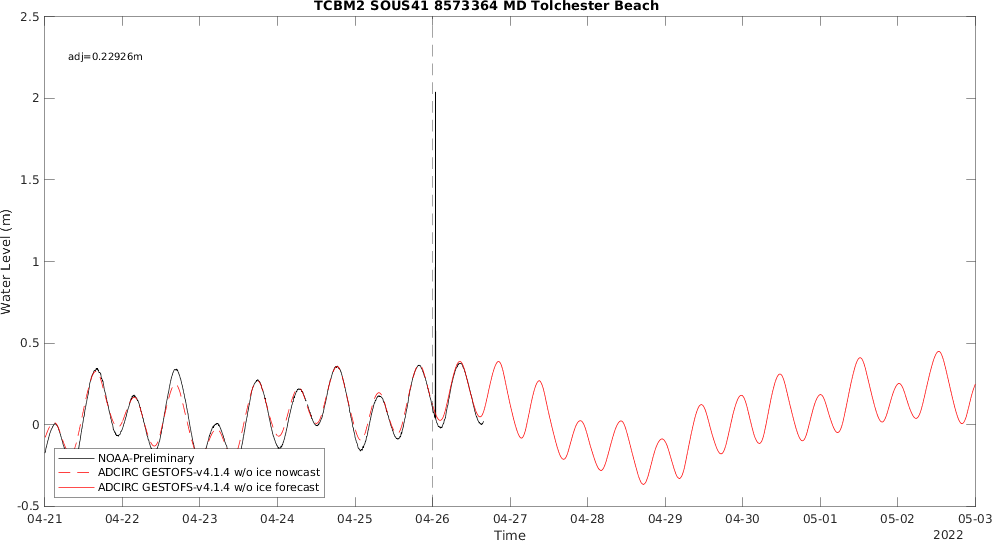 TCBM2 SOUS41 8573364 MD Tolchester Beach
2.5
adj=0.22926m
2
1.5
1
0.5
0
-0.5
Water Level (m)
NOAA-Preliminary
ADCIRC GESTOFS-v4.1.4 w/o ice nowcast
ADCIRC GESTOFS-v4.1.4 w/o ice forecast
04-21 04-22 04-23 04-24 04-25 04-26 04-27 04-28 04-29 04-30 05-01 05-02 05-03
Time
2022